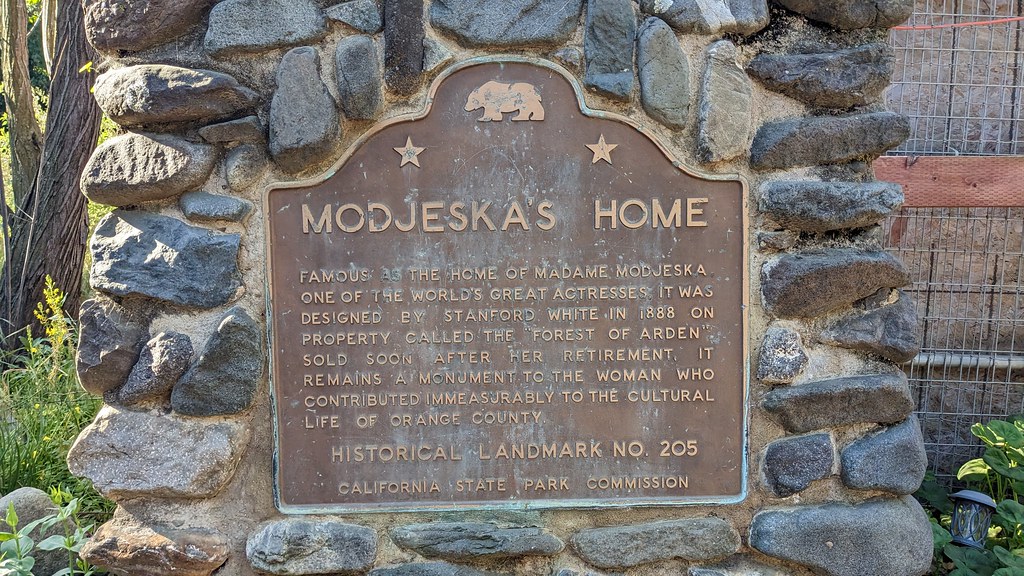 MODJESKA'S HOME
FAMOUS AS THE HOME OF MADAME MODJESKA,
ONE OF THE WORLD'S GREAT ACTRESSES, IT WAS
DESIGNED BY STANFORD WHITE IN 1888 ON
PROPERTY CALLED THE "FOREST OF ARDEN"
SOLD SOON AFTER HER RETIREMENT, IT
REMAINS A MONUMENT TO THE WOMAN WHO
CONTRIBUTED IMMEASURABLY TO THE CULTURAL
LIFE OF ORANGE COUNTY.
HISTORICAL LANDMARK NO. 205
CALIFORNIA STATE PARK COMMISSION